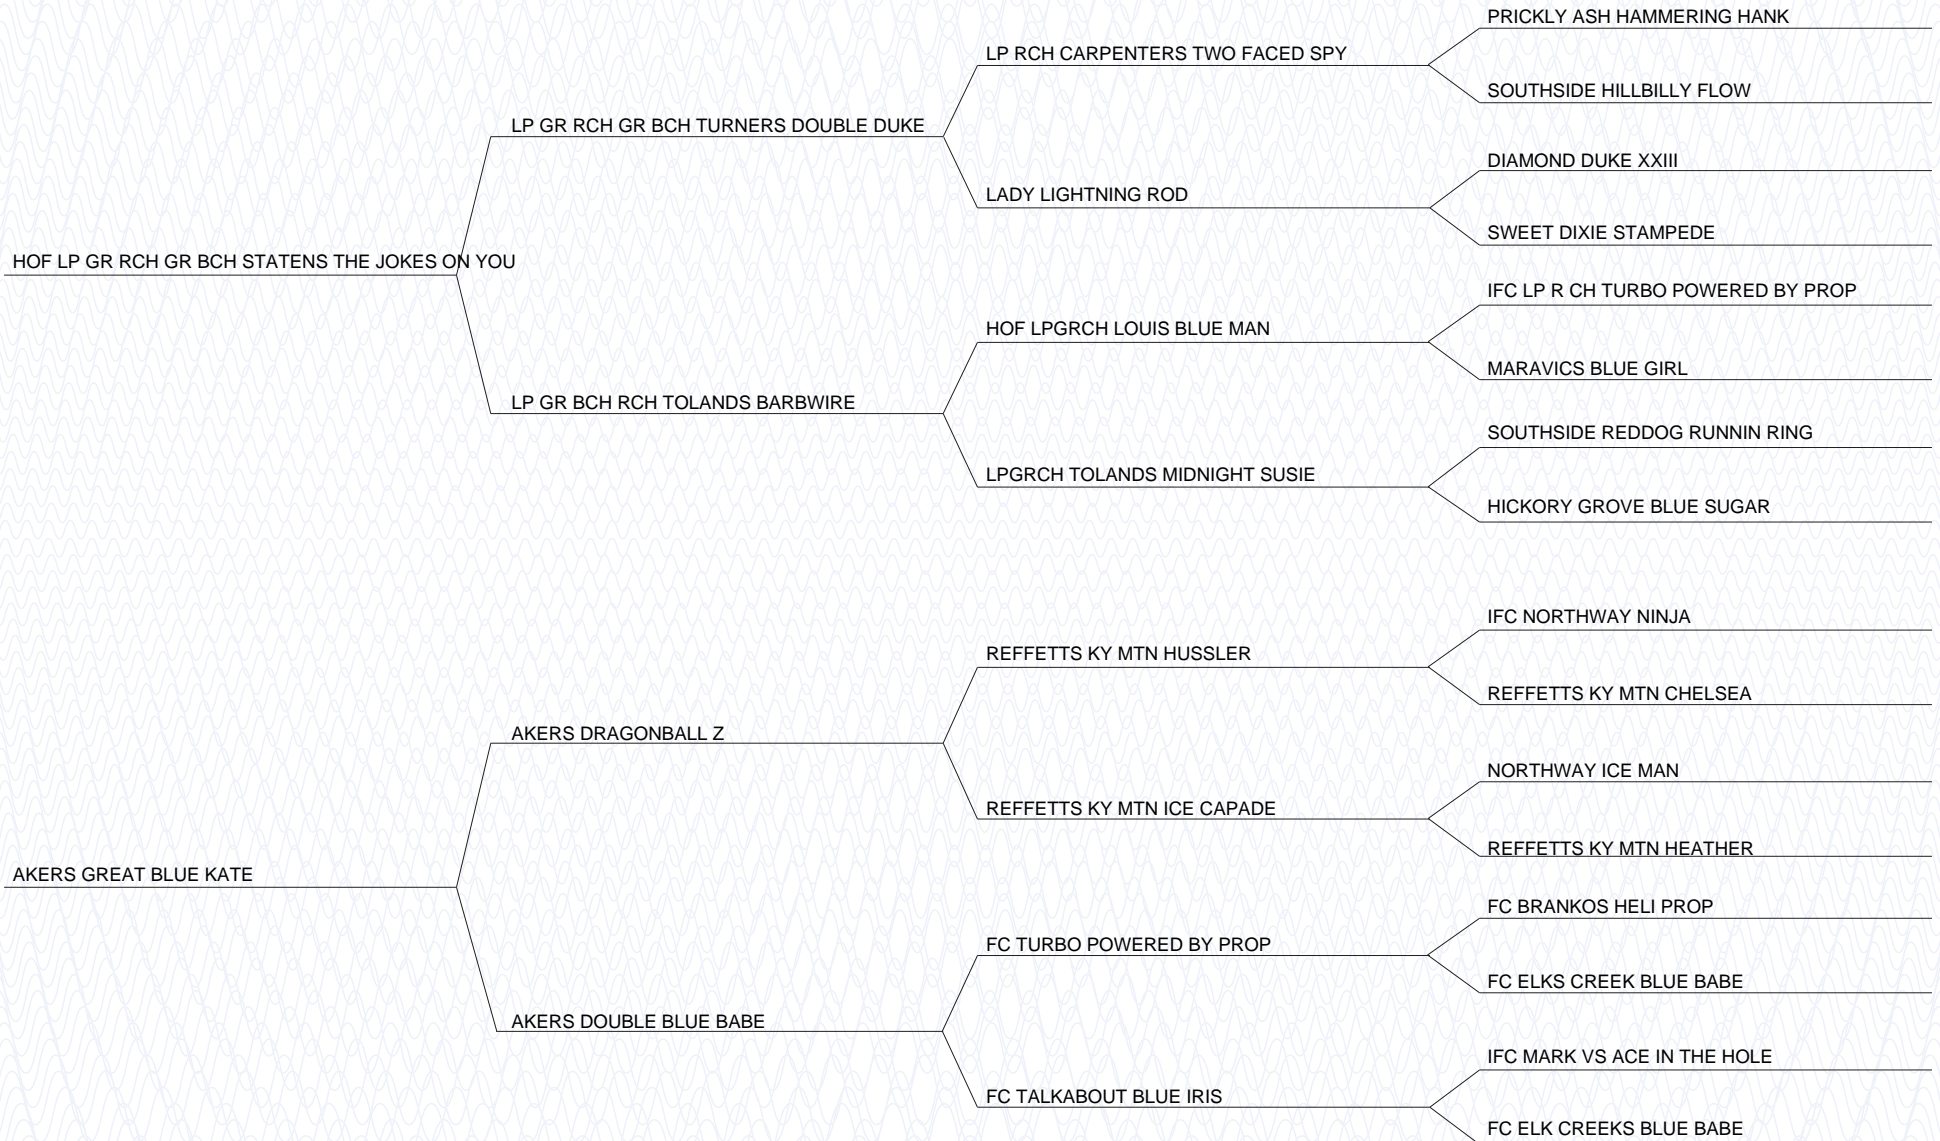 PRICKLY ASH HAMMERING HANK
LP RCH CARPENTERS TWO FACED SPY
SOUTHSIDE HILLBILLY FLOW
LP GR RCH GR BCH TURNERS DOUBLE DUKE
DIAMOND DUKE XXIII
LADY LIGHTNING ROD
SWEET DIXIE STAMPEDE
HOF LP GR RCH GR BCH STATENS THE JOKES ON YOU
IFC LP R CH TURBO POWERED BY PROP
HOF LPGRCH LOUIS BLUE MAN
MARAVICS BLUE GIRL
LP GR BCH RCH TOLANDS BARBWIRE
SOUTHSIDE REDDOG RUNNIN RING
LPGRCH TOLANDS MIDNIGHT SUSIE
HICKORY GROVE BLUE SUGAR
IFC NORTHWAY NINJA
REFFETTS KY MTN HUSSLER
REFFETTS KY MTN CHELSEA
AKERS DRAGONBALL Z
NORTHWAY ICE MAN
REFFETTS KY MTN ICE CAPADE
REFFETTS KY MTN HEATHER
AKERS GREAT BLUE KATE
FC BRANKOS HELI PROP
FC TURBO POWERED BY PROP
FC ELKS CREEK BLUE BABE
AKERS DOUBLE BLUE BABE
IFC MARK VS ACE IN THE HOLE
FC TALKABOUT BLUE IRIS
FC ELK CREEKS BLUE BABE